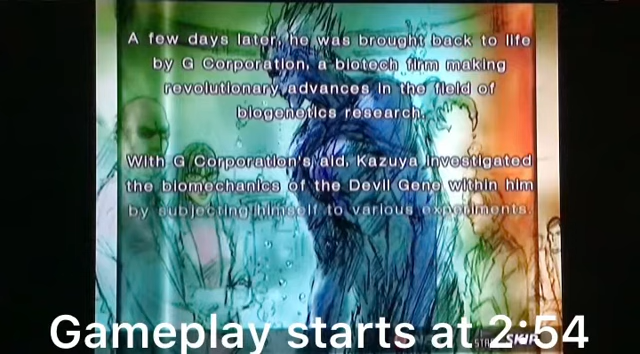 A few days later, he was brought back to life
by G Corporation, a biotech firm making
revolutionary advances in the field of
biogenetics research.
With G Corporation's aid, Kazuya investigated
the biomechanics of the Devil Gene within him
by subjecting himself to various experiments.
Gameplay starts at 2:54
SKIP